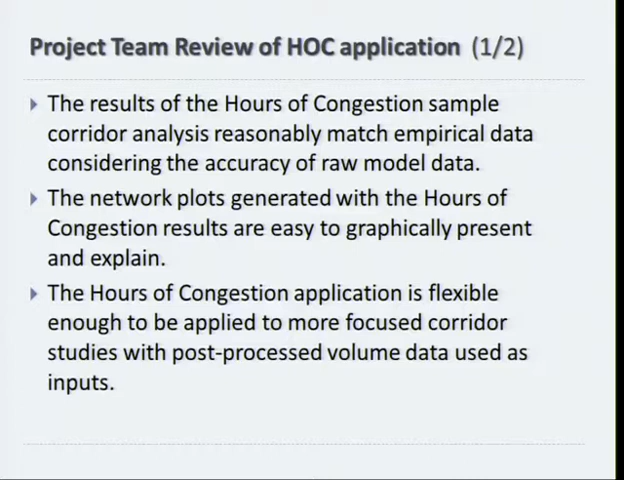 Project Team Review of HOC application (1/2)
The results of the Hours of Congestion sample
corridor analysis reasonably match empirical data
considering the accuracy of raw model data.
The network plots generated with the Hours of
Congestion results are easy to graphically present
and explain.
The Hours of Congestion application is flexible
enough to be applied to more focused corridor
studies with post-processed volume data used as
inputs.